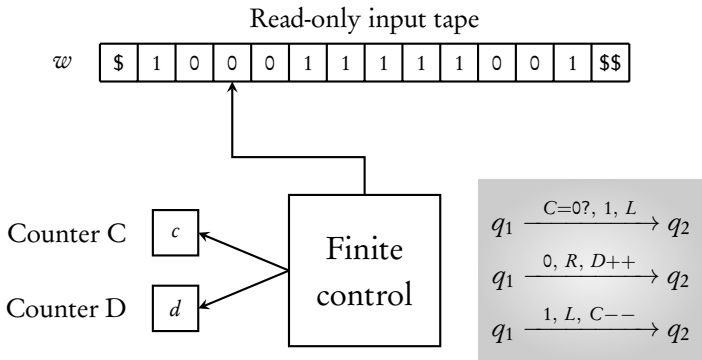 Read-only input tape
w $ 1 0 0 0 1 1 1 1 1 0 0 1 $$
Counter C c
Counter D d
Finite
control
C=0?, 1, L
q₁ q₂
0, R, D++
q₁ q₂
1, L, C−−
q₁ q₂